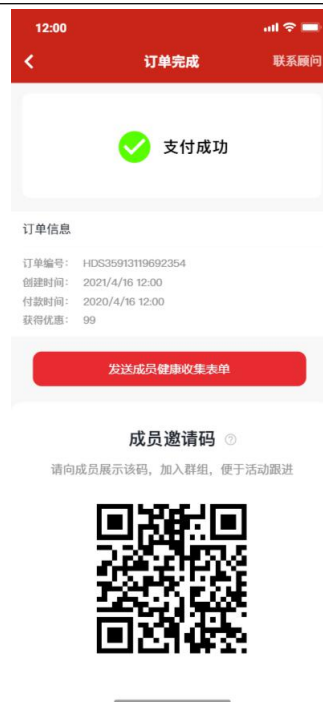 12:00
订单完成
联系顾问
支付成功
订单信息
订单编号： HDS35913119692354
创建时间： 2021/4/16 12:00
付款时间： 2020/4/16 12:00
获得优惠： 99
发送成员健康收集表单
成员邀请码 ?
请向成员展示该码，加入群组，便于活动跟进